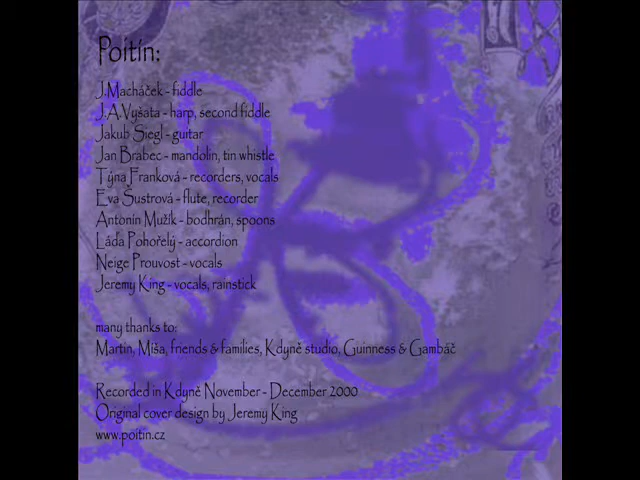 Poitín:
J.Macháček - fiddle
J.A.Vyšata - harp, second fiddle
Jakub Siegl - guitar
Jan Brabec - mandolin, tin whistle
Týna Franková - recorders, vocals
Eva Šustrová - flute, recorder
Antonín Mužík - bodhrán, spoons
Láďa Pohořelý - accordion
Neige Prouvost - vocals
Jeremy King - vocals, rainstick
many thanks to:
Martin, Míša, friends & families, Kdyně studio, Guinness & Gambáč
Recorded in Kdyně November - December 2000
Original cover design by Jeremy King
www.poitin.cz